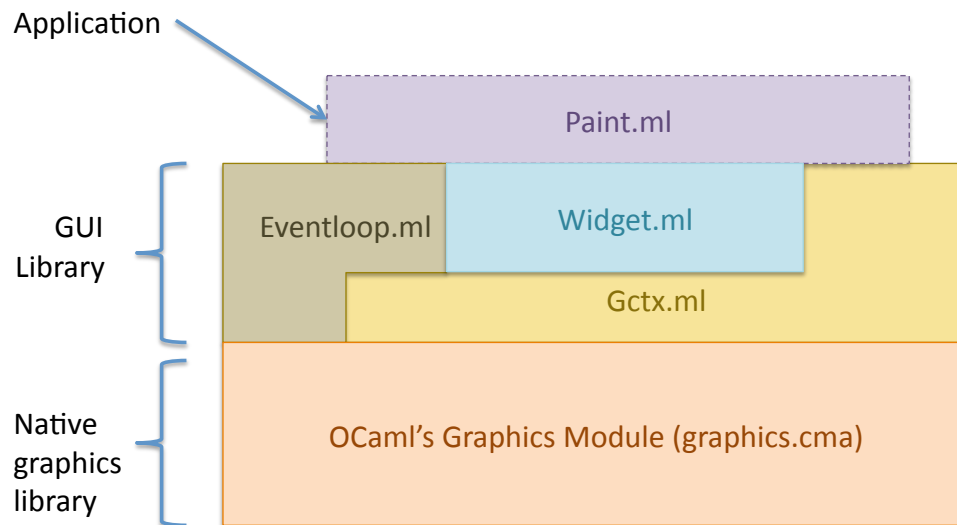 Application
Paint.ml
GUI
Library
Eventloop.ml
Widget.ml
Gctx.ml
Native
graphics
library
OCaml’s Graphics Module (graphics.cma)